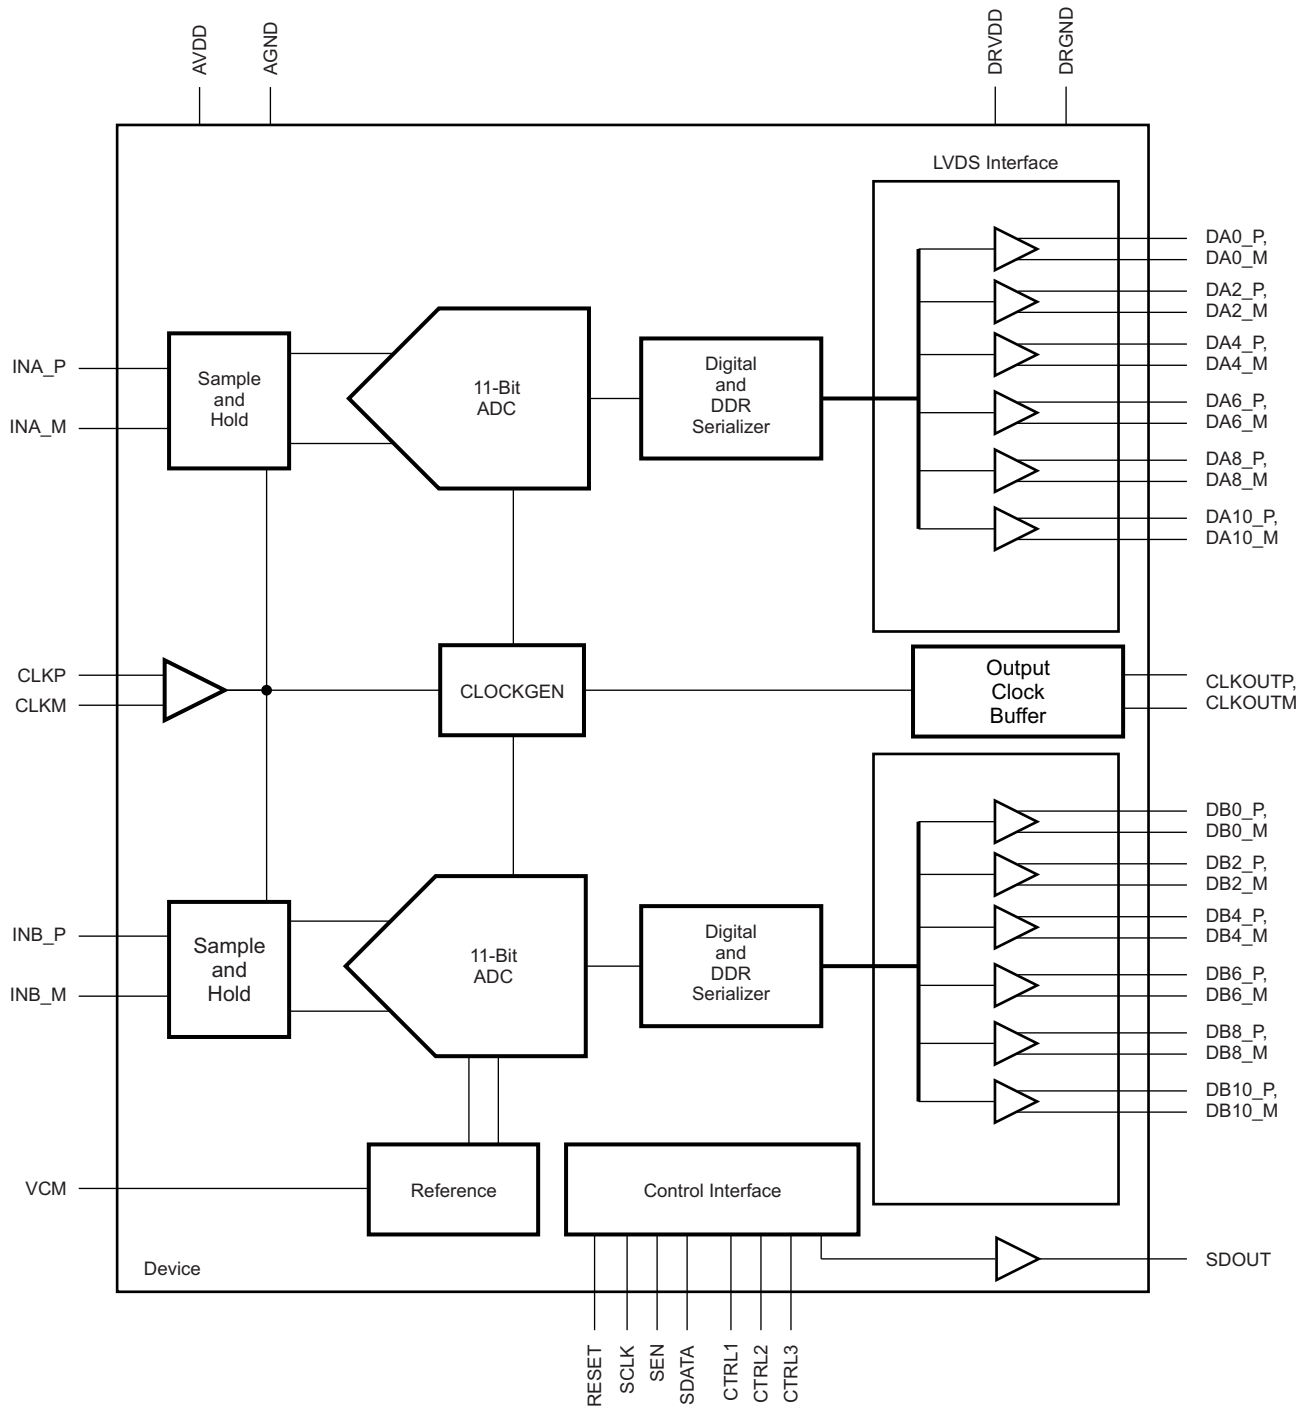 AVDD
AGND
DRVDD
DRGND
LVDS Interface
DA0_P,
DA0_M
DA2_P,
DA2_M
DA4_P,
DA4_M
DA6_P,
DA6_M
DA8_P,
DA8_M
DA10_P,
DA10_M
INA_P
INA_M
Sample
and
Hold
11-Bit
ADC
Digital
and
DDR
Serializer
CLKP
CLKM
CLOCKGEN
Output
Clock
Buffer
CLKOUTP,
CLKOUTM
INB_P
INB_M
Sample
and
Hold
11-Bit
ADC
Digital
and
DDR
Serializer
DB0_P,
DB0_M
DB2_P,
DB2_M
DB4_P,
DB4_M
DB6_P,
DB6_M
DB8_P,
DB8_M
DB10_P,
DB10_M
VCM
Reference
Control Interface
Device
SDOUT
RESET
SCLK
SEN
SDATA
CTRL1
CTRL2
CTRL3